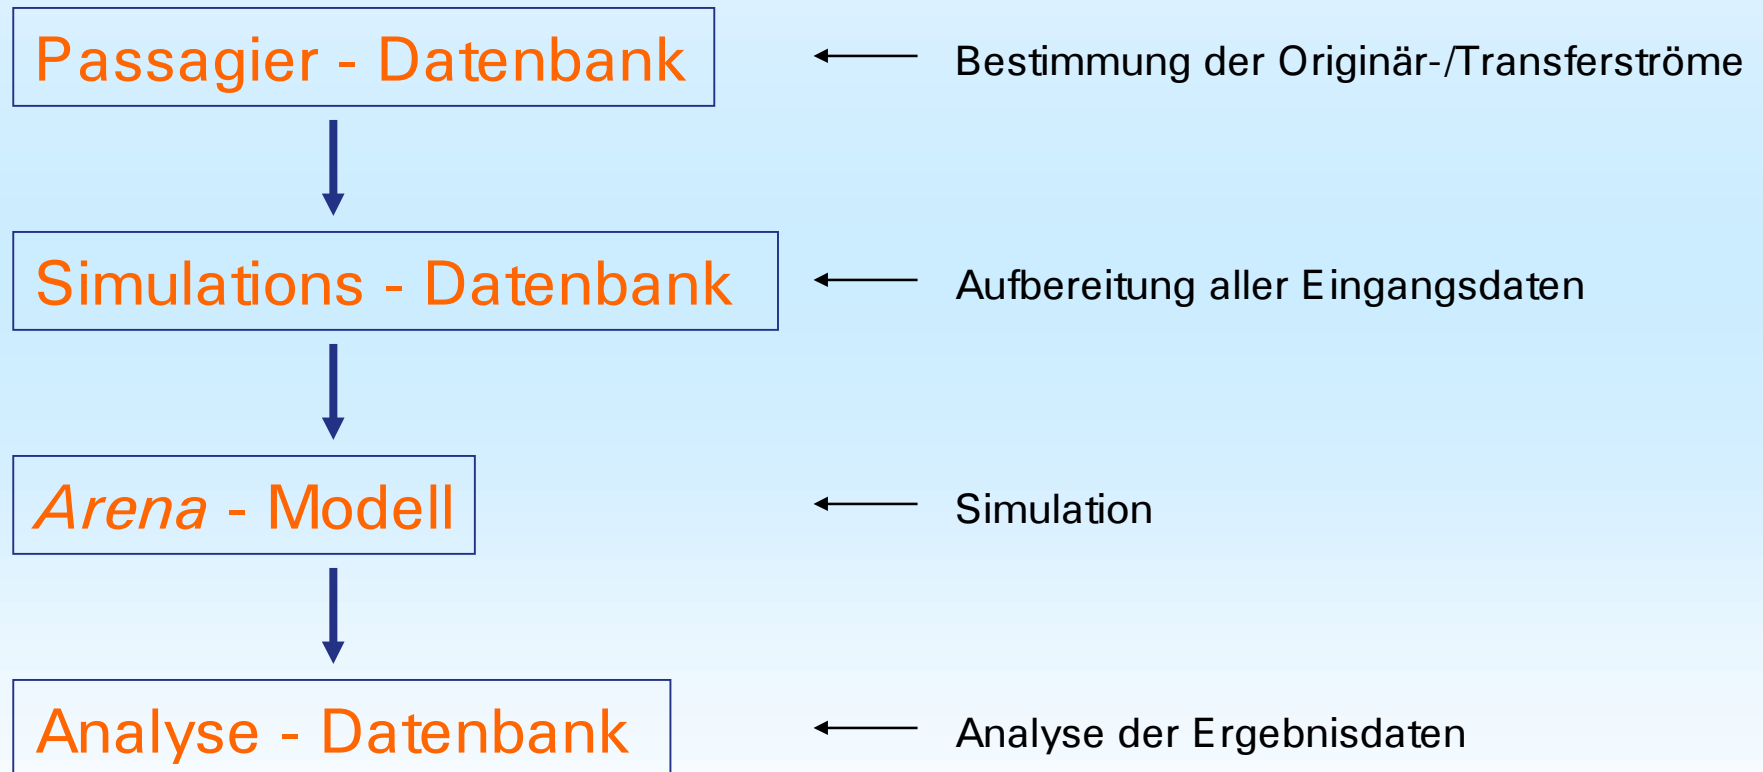 Passagier - Datenbank
Bestimmung der Originär-/Transferströme
Simulations - Datenbank
Aufbereitung aller Eingangsdaten
Arena - Modell
Simulation
Analyse - Datenbank
Analyse der Ergebnisdaten